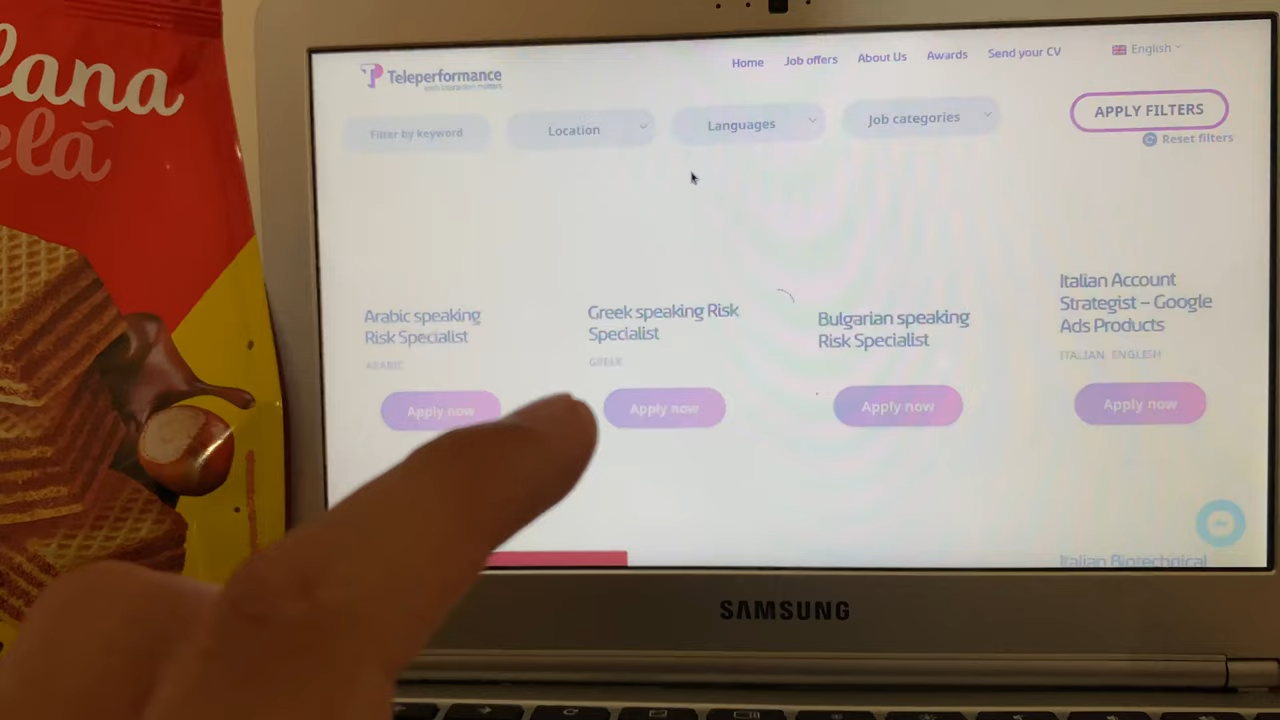 lana
elã
Teleperformance
each interaction matters
Home
Job offers
About Us
Awards
Send your CV
English
Filter by keyword
Location
Languages
Job categories
APPLY FILTERS
Reset filters
Arabic speaking
Risk Specialist
ARABIC
Apply now
Greek speaking Risk
Specialist
GREEK
Apply now
Bulgarian speaking
Risk Specialist
Apply now
Italian Account
Strategist – Google
Ads Products
ITALIAN ENGLISH
Apply now
Italian Biotechnical
SAMSUNG